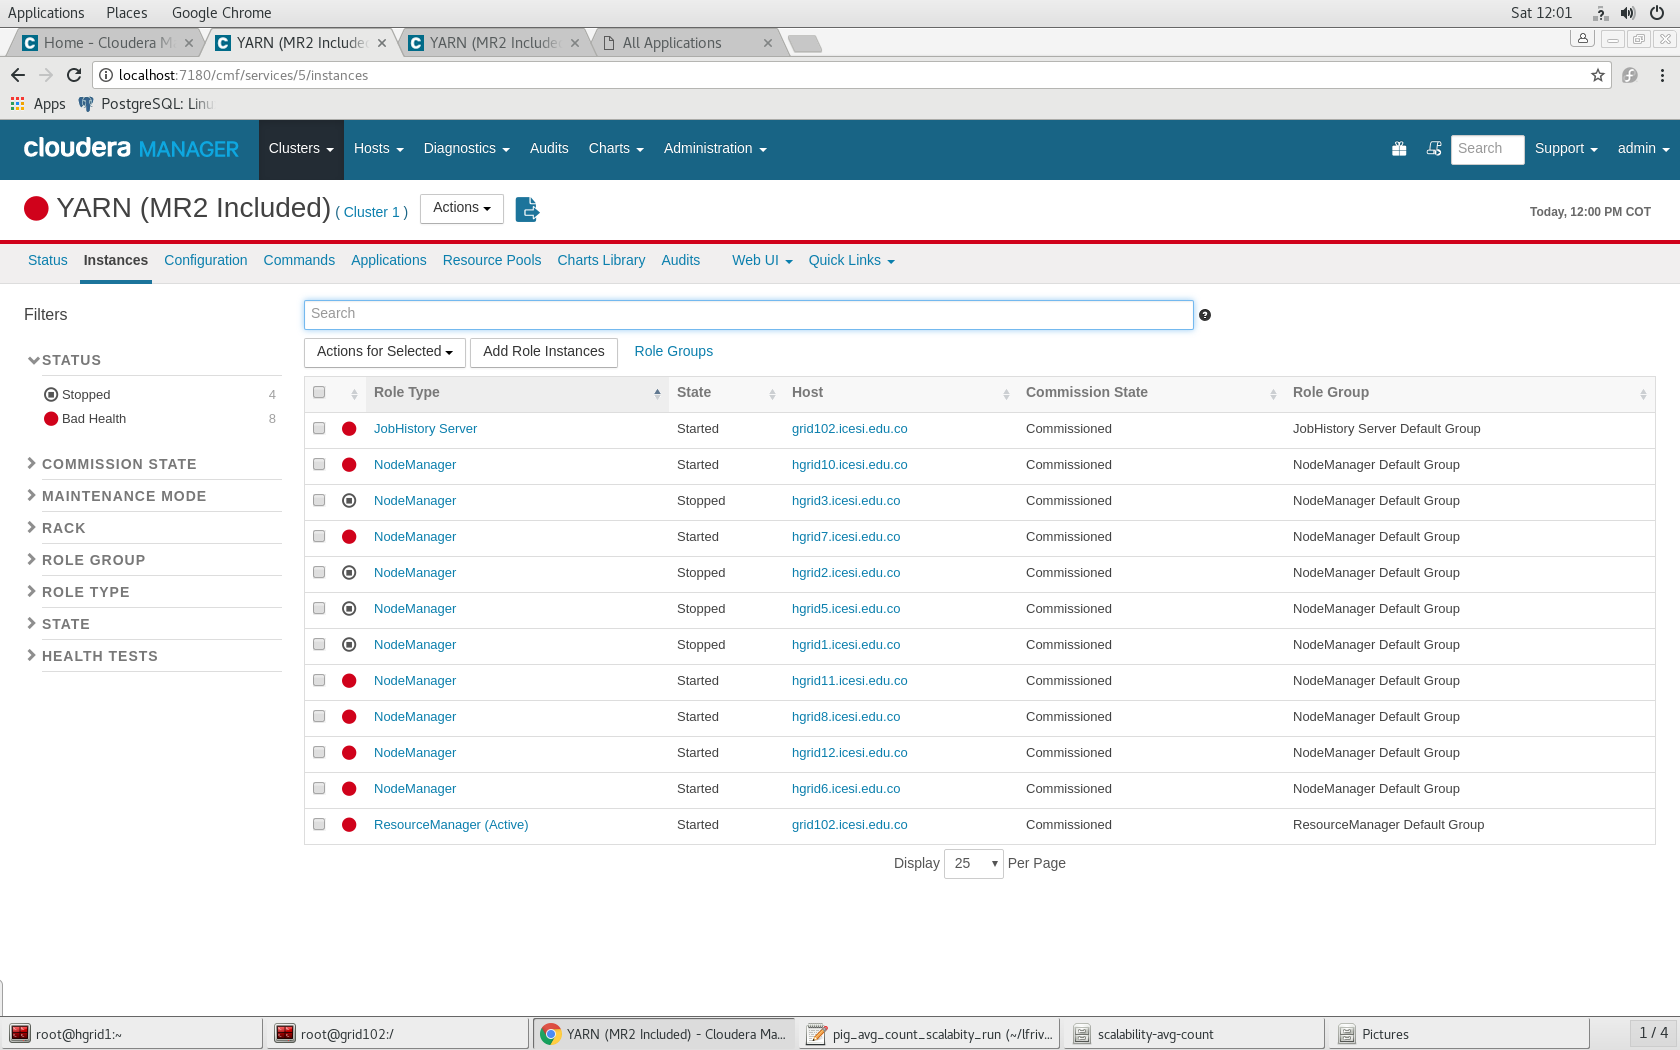 Applications Places Google Chrome Sat 12:01
Home - Cloudera M YARN (MR2 Include YARN (MR2 Include All Applications
localhost:7180/cmf/services/5/instances
Apps PostgreSQL: Linu
cloudera MANAGER Clusters Hosts Diagnostics Audits Charts Administration Search Support admin
YARN (MR2 Included) ( Cluster 1 ) Actions Today, 12:00 PM COT
Status Instances Configuration Commands Applications Resource Pools Charts Library Audits Web UI Quick Links
Filters
STATUS
Stopped 4
Bad Health 8
COMMISSION STATE
MAINTENANCE MODE
RACK
ROLE GROUP
ROLE TYPE
STATE
HEALTH TESTS
Search
Actions for Selected Add Role Instances Role Groups
Role Type State Host Commission State Role Group
JobHistory Server Started grid102.icesi.edu.co Commissioned JobHistory Server Default Group
NodeManager Started hgrid10.icesi.edu.co Commissioned NodeManager Default Group
NodeManager Stopped hgrid3.icesi.edu.co Commissioned NodeManager Default Group
NodeManager Started hgrid7.icesi.edu.co Commissioned NodeManager Default Group
NodeManager Stopped hgrid2.icesi.edu.co Commissioned NodeManager Default Group
NodeManager Stopped hgrid5.icesi.edu.co Commissioned NodeManager Default Group
NodeManager Stopped hgrid1.icesi.edu.co Commissioned NodeManager Default Group
NodeManager Started hgrid11.icesi.edu.co Commissioned NodeManager Default Group
NodeManager Started hgrid8.icesi.edu.co Commissioned NodeManager Default Group
NodeManager Started hgrid12.icesi.edu.co Commissioned NodeManager Default Group
NodeManager Started hgrid6.icesi.edu.co Commissioned NodeManager Default Group
ResourceManager (Active) Started grid102.icesi.edu.co Commissioned ResourceManager Default Group
Display 25 Per Page
root@hgrid1:~ root@grid102:/ YARN (MR2 Included) - Cloudera Ma... pig_avg_count_scalabity_run (~/lfriv... scalability-avg-count Pictures 1 / 4